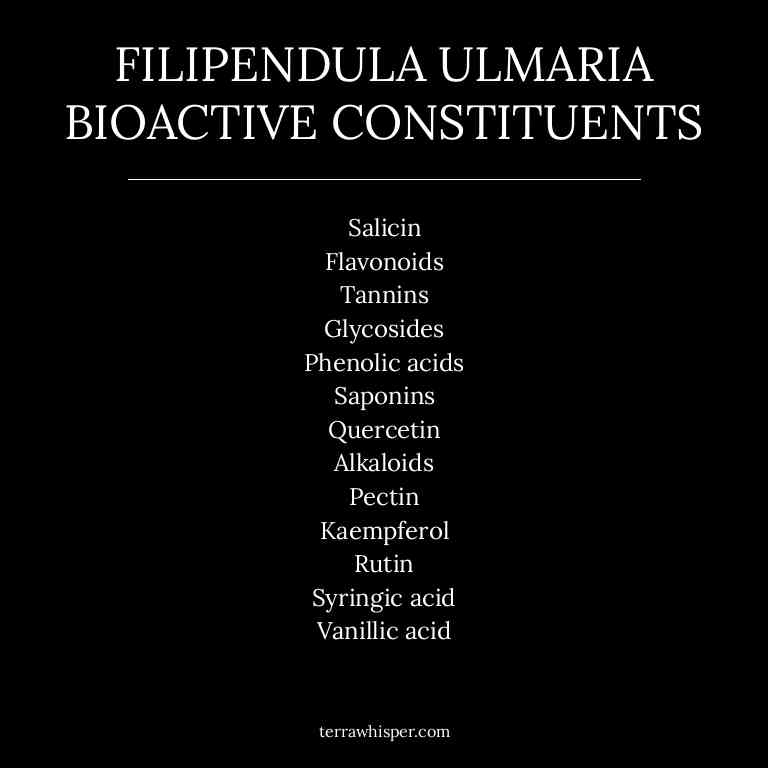 FILIPENDULA ULMARIA
BIOACTIVE CONSTITUENTS
Salicin
Flavonoids
Tannins
Glycosides
Phenolic acids
Saponins
Quercetin
Alkaloids
Pectin
Kaempferol
Rutin
Syringic acid
Vanillic acid
terrawhisper.com